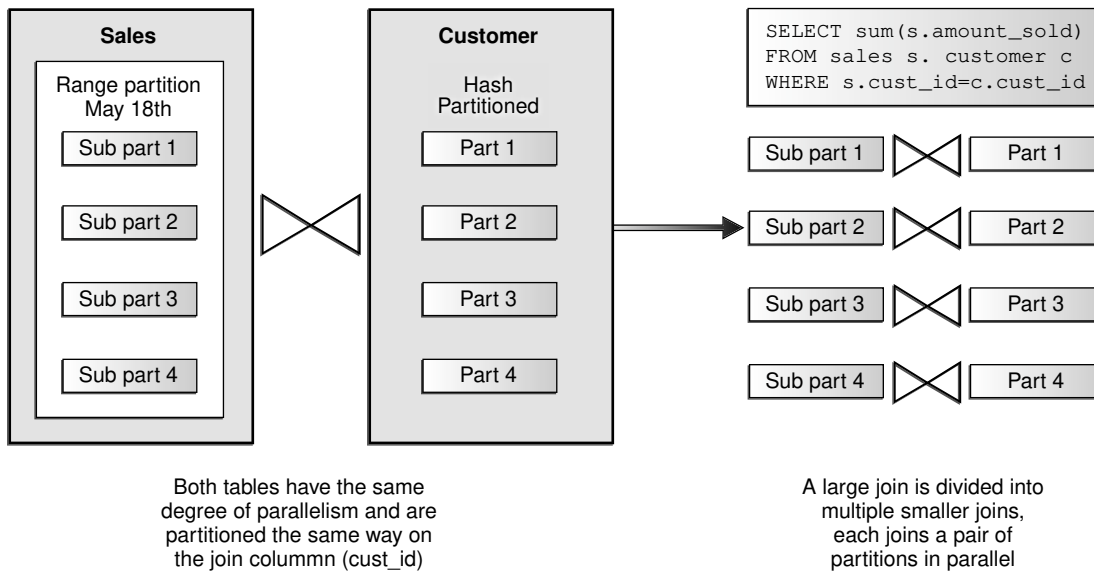 Sales
Range partition
May 18th
Sub part 1
Sub part 2
Sub part 3
Sub part 4
Customer
Hash
Partitioned
Part 1
Part 2
Part 3
Part 4
SELECT sum(s.amount_sold)
FROM sales s. customer c
WHERE s.cust_id=c.cust_id
Sub part 1
Part 1
Sub part 2
Part 2
Sub part 3
Part 3
Sub part 4
Part 4
Both tables have the same
degree of parallelism and are
partitioned the same way on
the join colummn (cust_id)
A large join is divided into
multiple smaller joins,
each joins a pair of
partitions in parallel